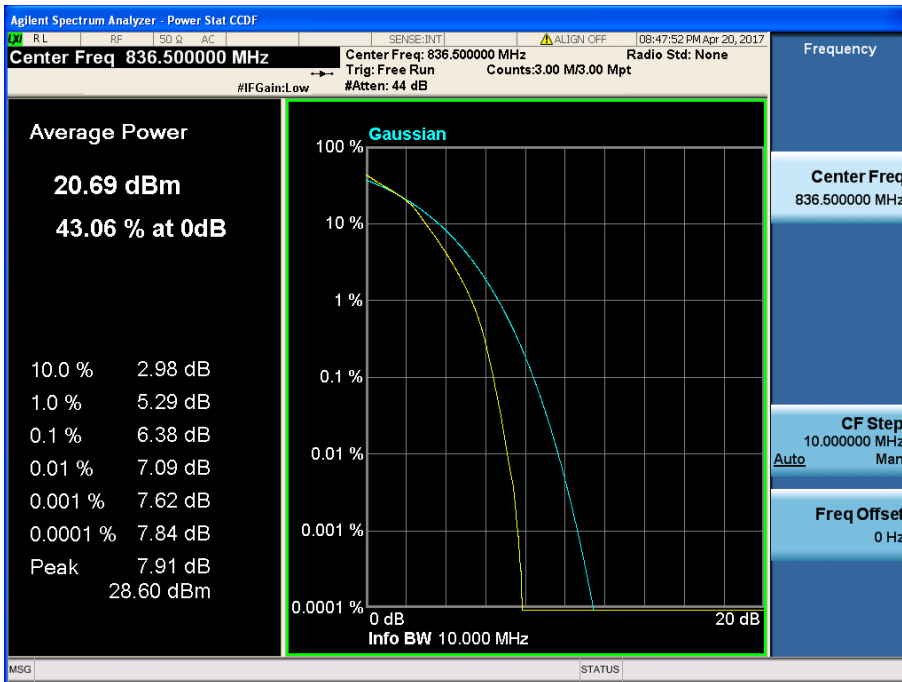 Agilent Spectrum Analyzer - Power Stat CCDF
LXI RL RF 50 Ω AC SENSE:INT ALIGN OFF 08:47:52 PM Apr 20, 2017
Center Freq 836.500000 MHz
Center Freq: 836.500000 MHz Radio Std: None
Trig: Free Run Counts:3.00 M/3.00 Mpt
#IFGain:Low #Atten: 44 dB
Frequency
Average Power
20.69 dBm
43.06 % at 0dB
10.0 % 2.98 dB
1.0 % 5.29 dB
0.1 % 6.38 dB
0.01 % 7.09 dB
0.001 % 7.62 dB
0.0001 % 7.84 dB
Peak 7.91 dB
28.60 dBm
Gaussian
100 %
10 %
1 %
0.1 %
0.01 %
0.001 %
0.0001 %
0 dB 20 dB
Info BW 10.000 MHz
Center Freq
836.500000 MHz
CF Step
10.000000 MHz
Auto Man
Freq Offset
0 Hz
MSG STATUS